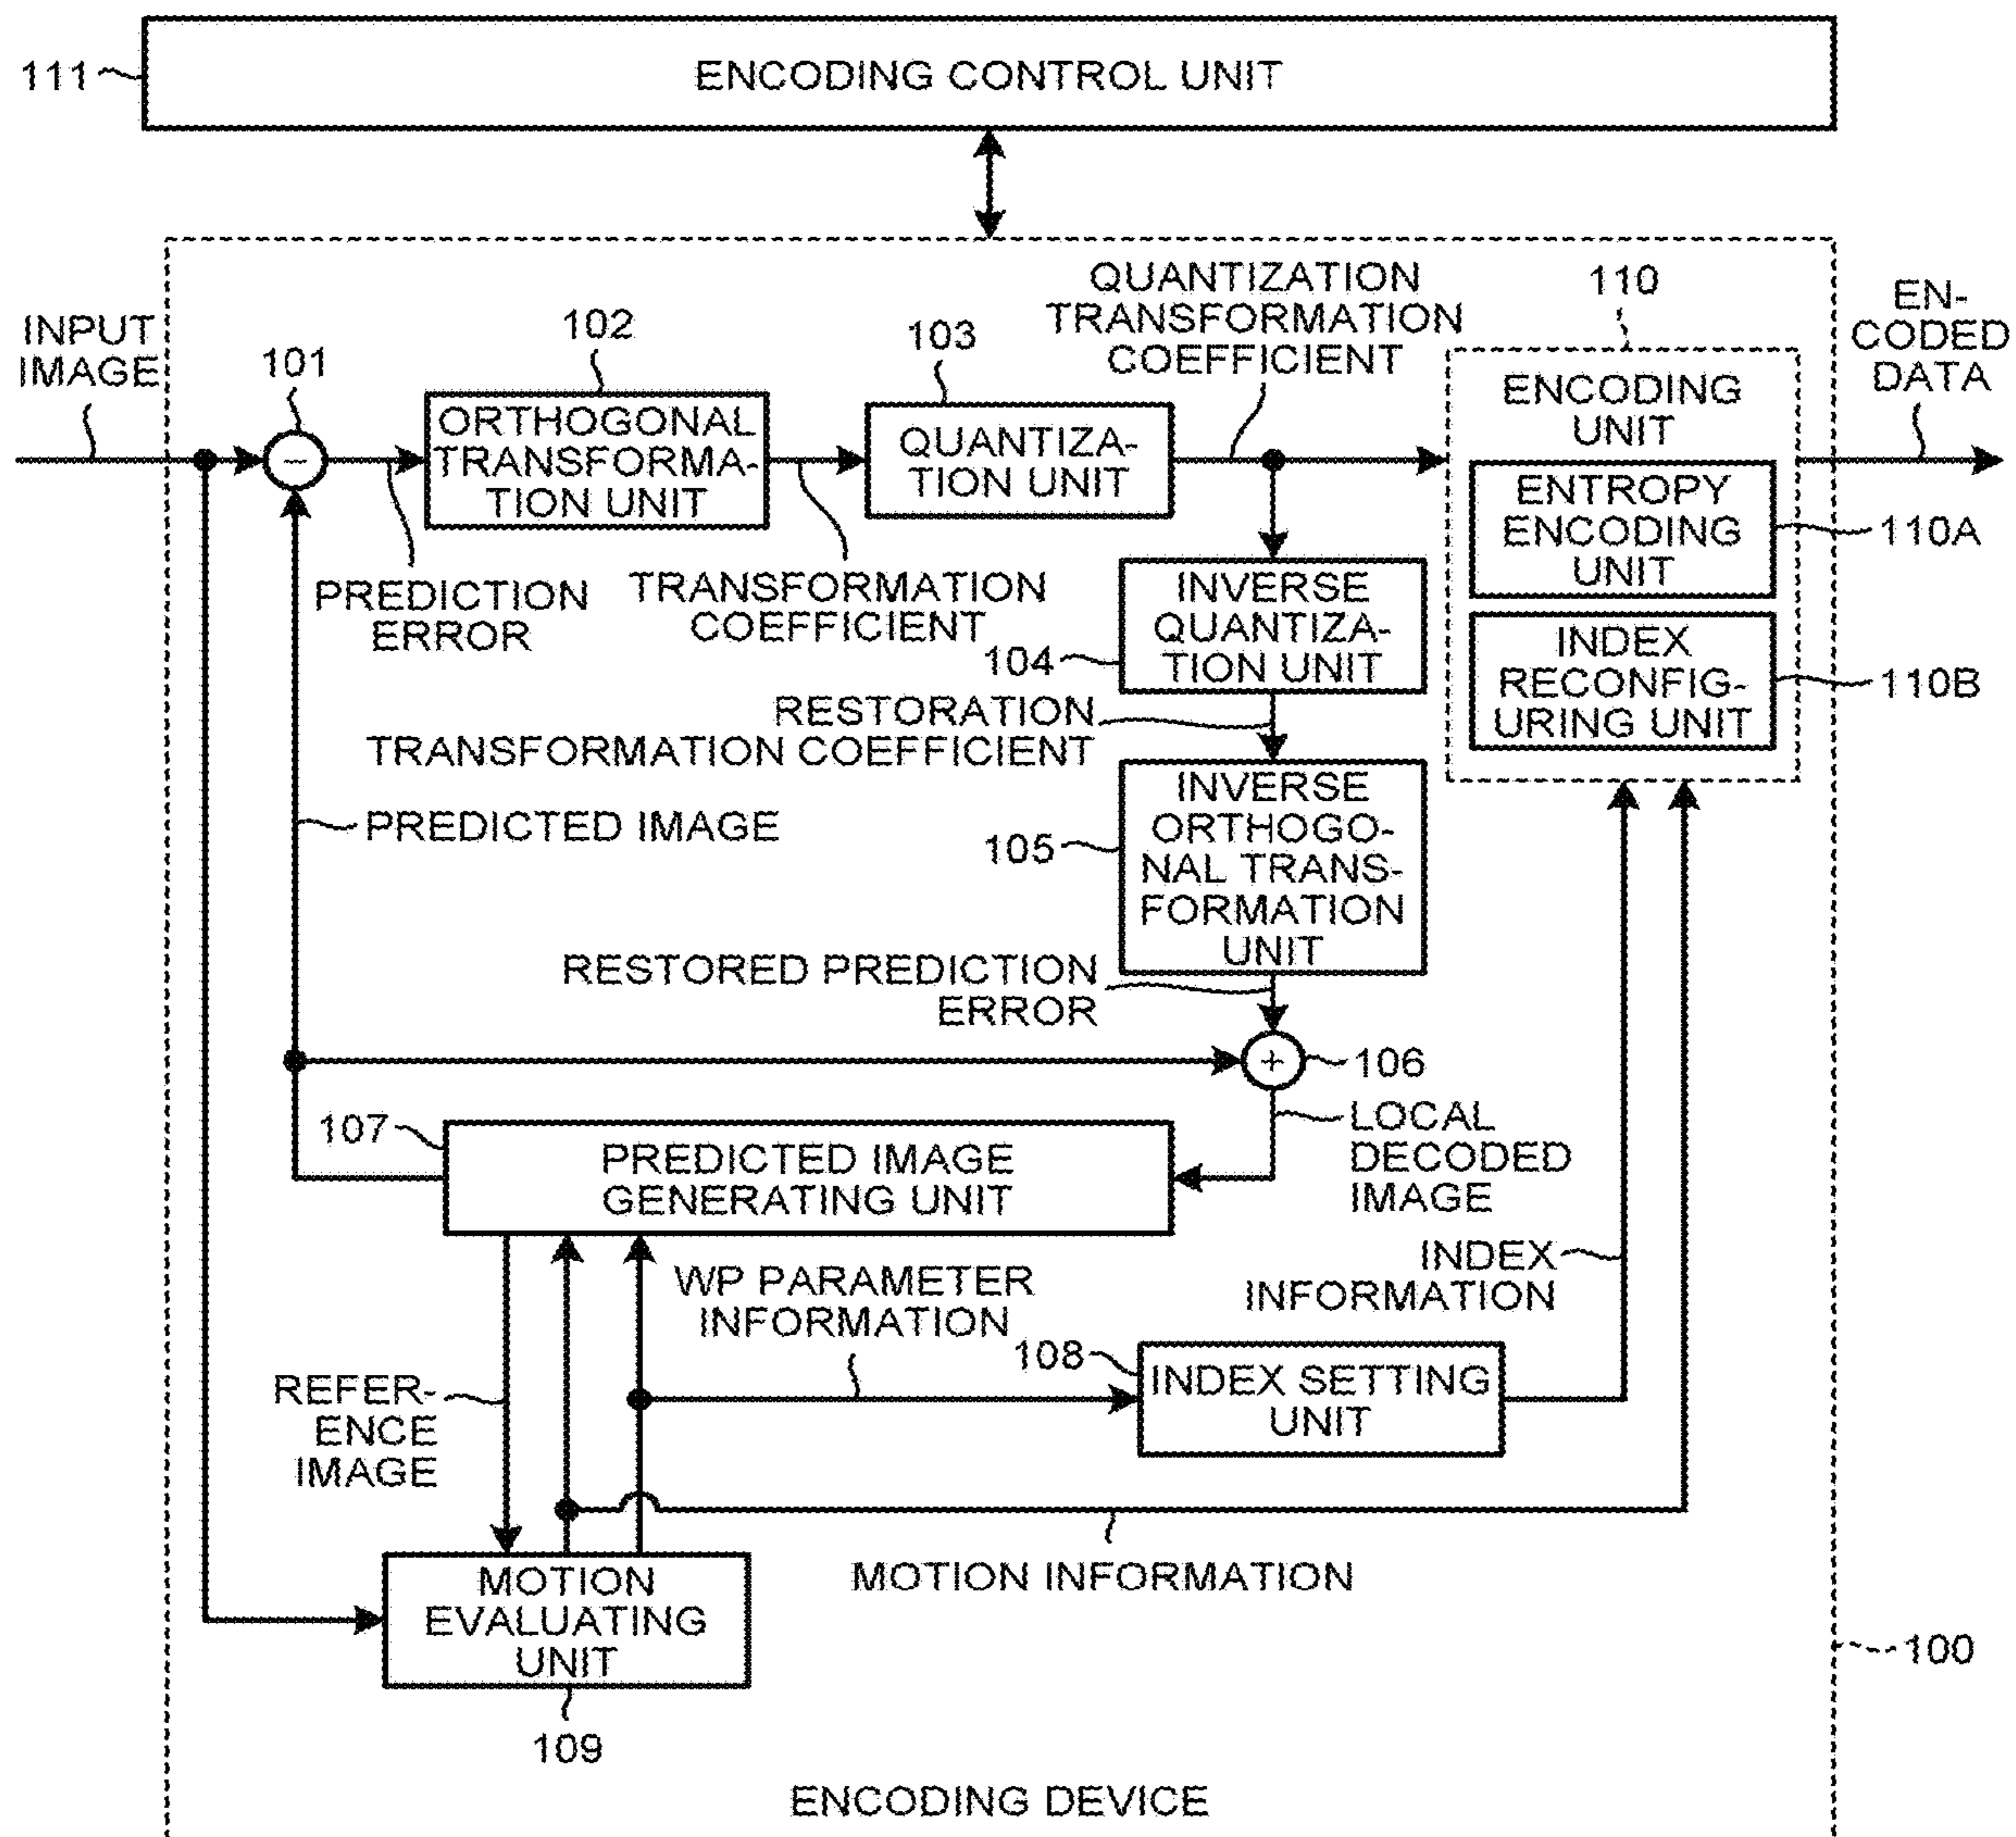 111
ENCODING CONTROL UNIT
INPUT
IMAGE
101
102
ORTHOGONAL
TRANSFORMA-
TION UNIT
103
QUANTIZA-
TION UNIT
QUANTIZATION
TRANSFORMATION
COEFFICIENT
110
ENCODING
UNIT
EN-
CODED
DATA
ENTROPY
ENCODING
UNIT
110A
INDEX
RECONFIG-
URING UNIT
110B
−
PREDICTION
ERROR
TRANSFORMATION
COEFFICIENT
104
INVERSE
QUANTIZA-
TION UNIT
RESTORATION
TRANSFORMATION COEFFICIENT
PREDICTED IMAGE
105
INVERSE
ORTHOGO-
NAL TRANS-
FORMATION
UNIT
RESTORED PREDICTION
ERROR
+
106
107
PREDICTED IMAGE
GENERATING UNIT
LOCAL
DECODED
IMAGE
WP PARAMETER
INFORMATION
INDEX
INFORMATION
108
INDEX SETTING
UNIT
REFER-
ENCE
IMAGE
MOTION INFORMATION
MOTION
EVALUATING
UNIT
109
100
ENCODING DEVICE